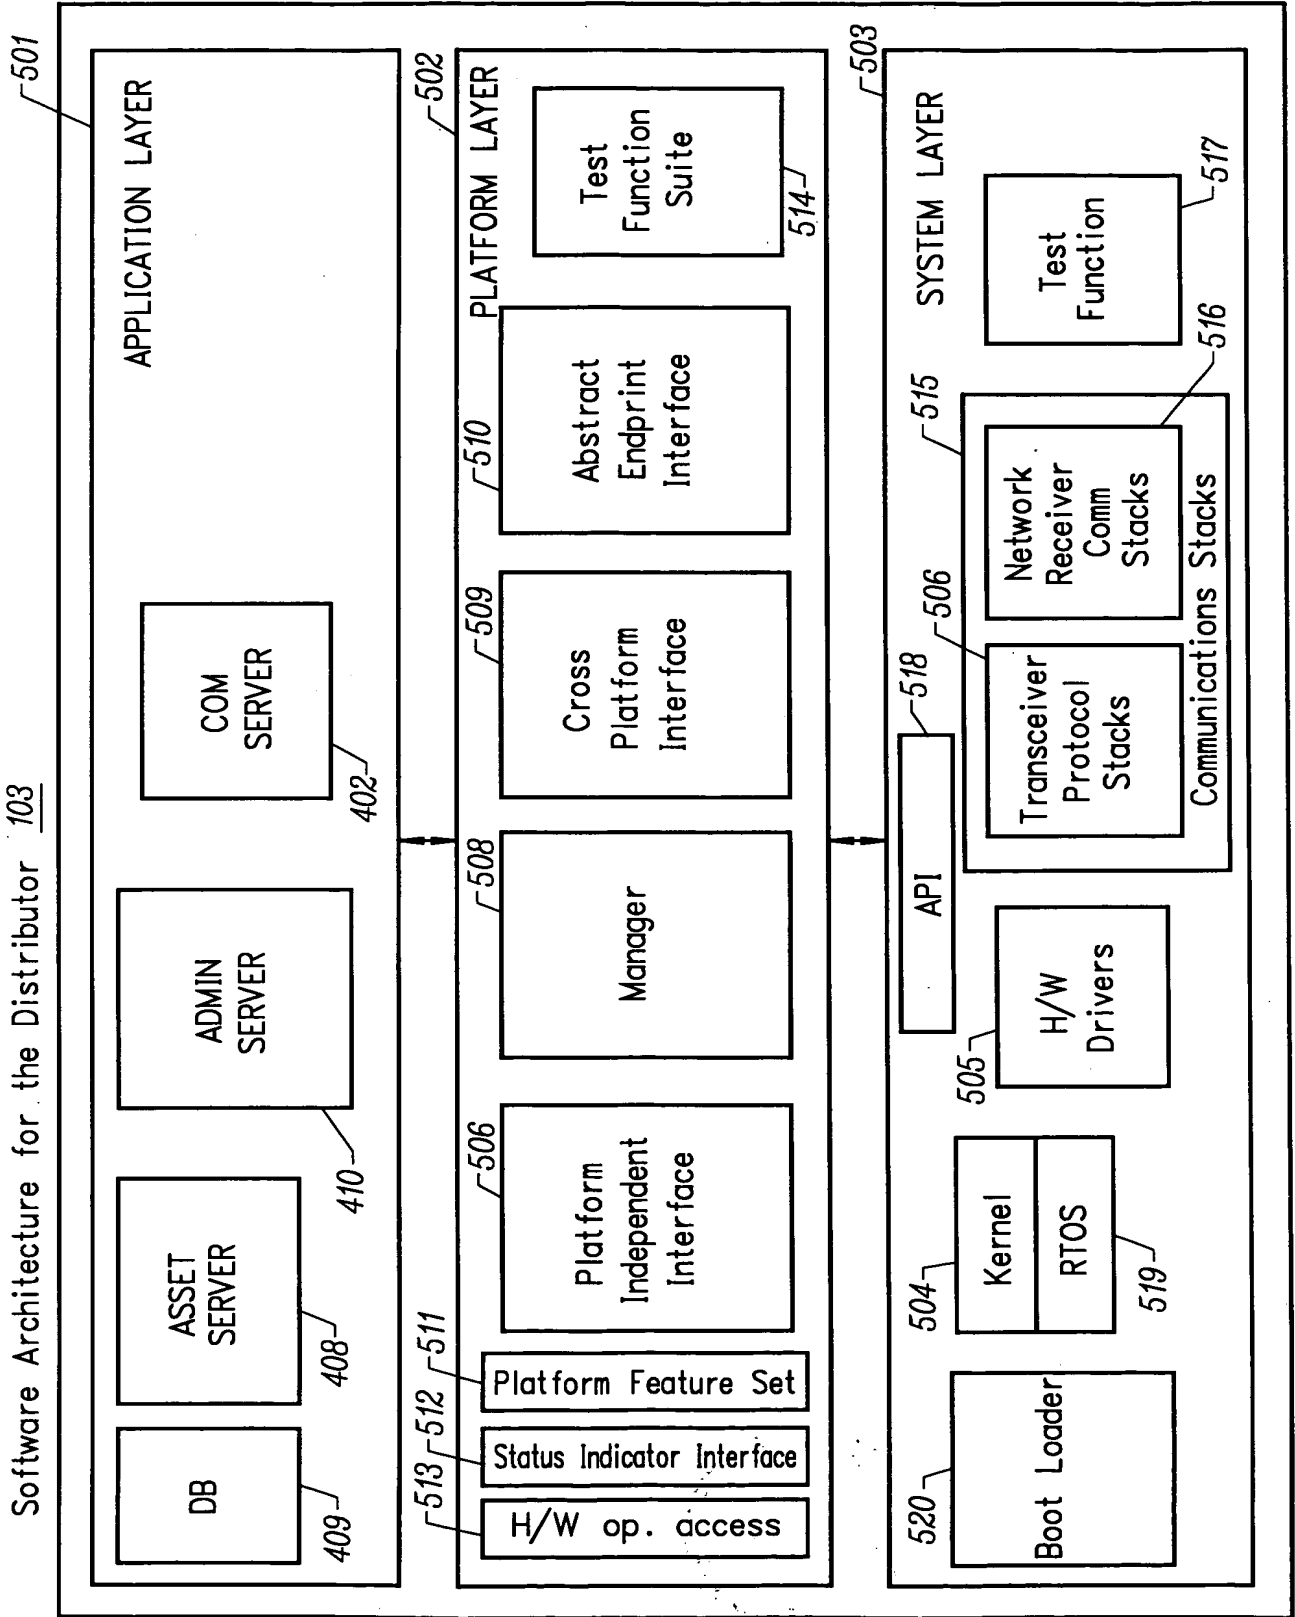 Software Architecture for the Distributor 103
501
APPLICATION LAYER
DB
409
ASSET
SERVER
408
ADMIN
SERVER
410
COM
SERVER
402
502
PLATFORM LAYER
513
H/W op. access
512
Status Indicator Interface
511
Platform Feature Set
506
Platform
Independent
Interface
508
Manager
509
Cross
Platform
Interface
510
Abstract
Endprint
Interface
Test
Function
Suite
514
503
SYSTEM LAYER
520
Boot Loader
504
Kernel
RTOS
519
505
H/W
Drivers
518
API
515
506
Transceiver
Protocol
Stacks
516
Network
Receiver
Comm
Stacks
Communications Stacks
Test
Function
517